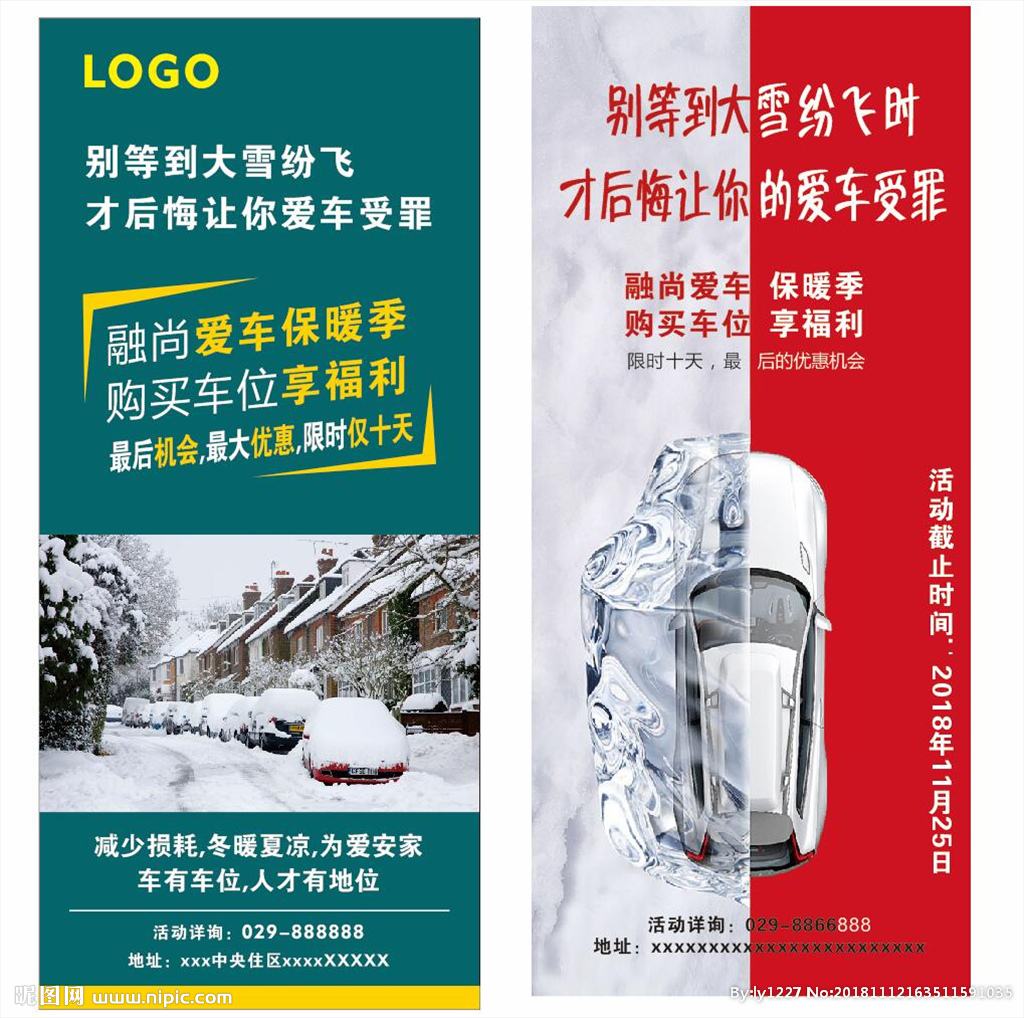 LOGO
别等到大雪纷飞
才后悔让你爱车受罪
融尚爱车保暖季
购买车位享福利
最后机会,最大优惠,限时仅十天
减少损耗,冬暖夏凉,为爱安家
车有车位,人才有地位
活动详询：029-888888
地址：xxx中央住区xxxxXXXXX
昵图网 www.nipic.com
别等到大雪纷飞时
才后悔让你的爱车受罪
融尚爱车 保暖季
购买车位 享福利
限时十天，最 后的优惠机会
活动截止时间：2018年11月25日
活动详询：029-8866888
地址：xxxxxxxxxxxxxxxxxxxxxxxx
By:ly1227 No:20181112163511591035